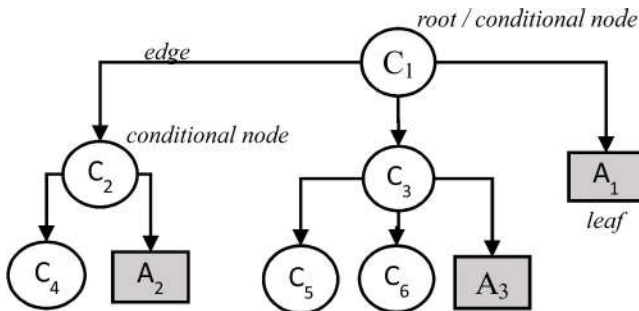 root / conditional node
edge
C₁
conditional node
C₂
C₃
A₁
leaf
C₄
A₂
C₅
C₆
A₃